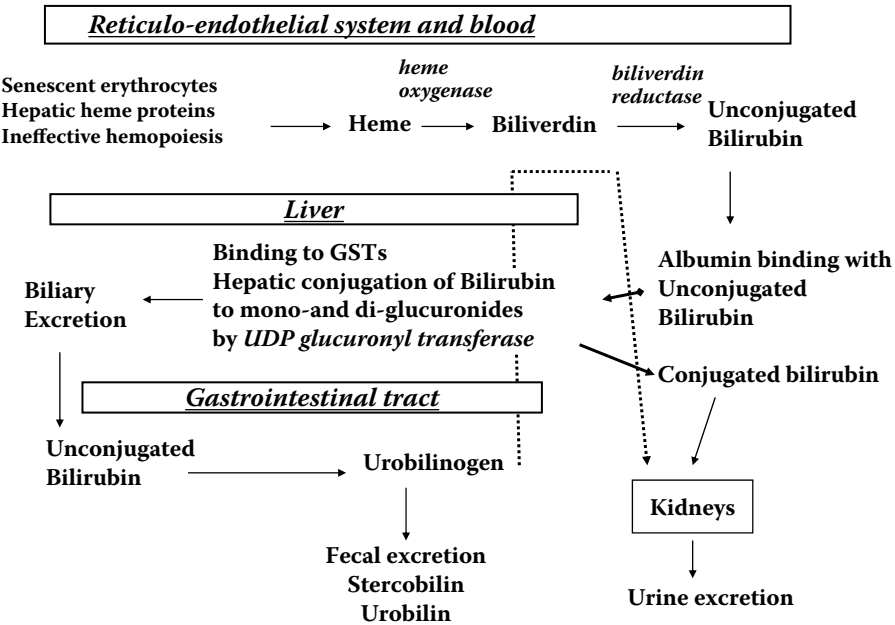 Reticulo-endothelial system and blood
Senescent erythrocytes
Hepatic heme proteins
Ineffective hemopoiesis
Heme
heme
oxygenase
Biliverdin
biliverdin
reductase
Unconjugated
Bilirubin
Liver
Binding to GSTs
Hepatic conjugation of Bilirubin
to mono-and di-glucuronides
by UDP glucuronyl transferase
Albumin binding with
Unconjugated
Bilirubin
Biliary
Excretion
Conjugated bilirubin
Gastrointestinal tract
Unconjugated
Bilirubin
Urobilinogen
Kidneys
Fecal excretion
Stercobilin
Urobilin
Urine excretion